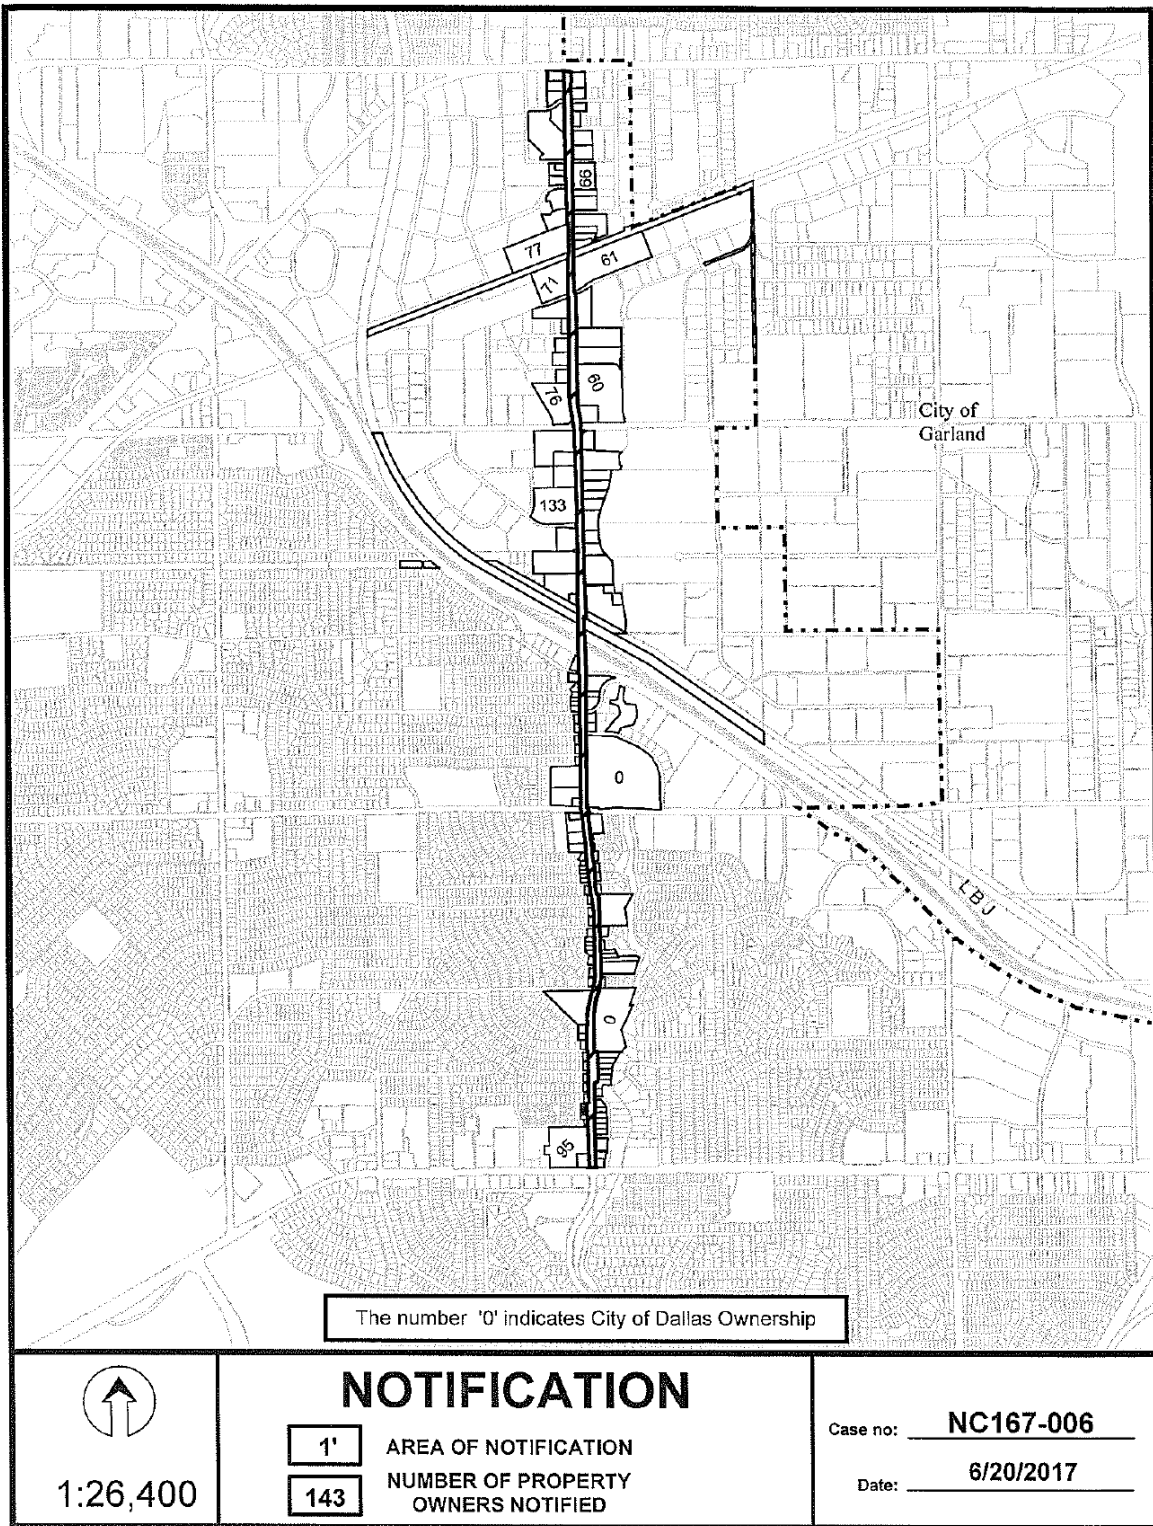 66
77
61
71
76
60
City of
Garland
133
0
LBJ
0
95
The number '0' indicates City of Dallas Ownership
1:26,400
NOTIFICATION
1' AREA OF NOTIFICATION
143 NUMBER OF PROPERTY
OWNERS NOTIFIED
Case no: NC167-006
Date: 6/20/2017